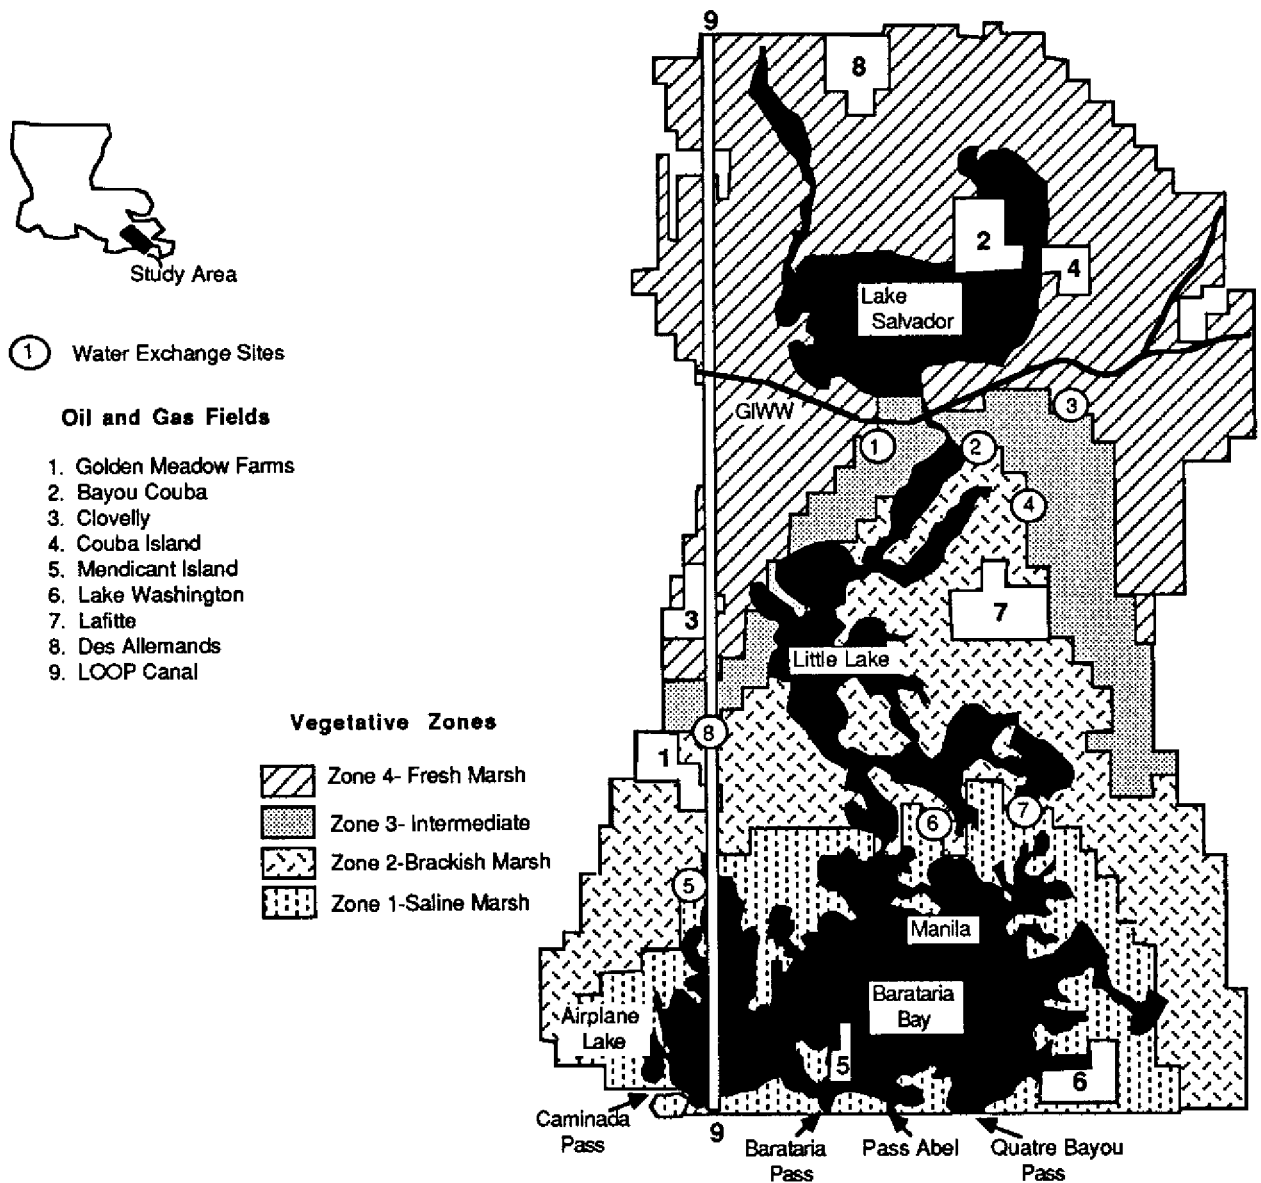 9
8
2
4
Study Area
Lake
Salvador
1 Water Exchange Sites
Oil and Gas Fields
1. Golden Meadow Farms
2. Bayou Couba
3. Clovelly
4. Couba Island
5. Mendicant Island
6. Lake Washington
7. Lafitte
8. Des Allemands
9. LOOP Canal
GIWW
3
1
2
4
7
3
Little Lake
8
1
Vegetative Zones
Zone 4- Fresh Marsh
Zone 3- Intermediate
Zone 2-Brackish Marsh
Zone 1-Saline Marsh
6
7
5
Manila
Barataria
Bay
Airplane
Lake
5
6
Caminada
Pass
9
Barataria
Pass
Pass Abel
Quatre Bayou
Pass